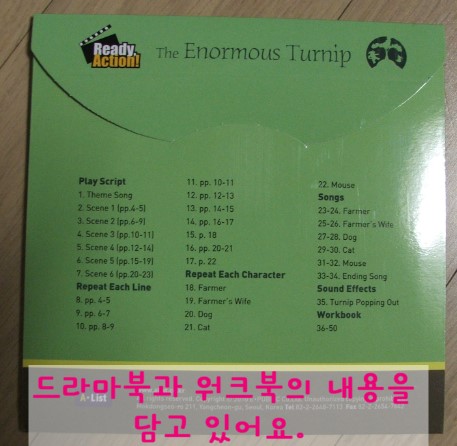 Ready,
Action!
The Enormous Turnip
Play Script
1. Theme Song
2. Scene 1 (pp.4-5)
3. Scene 2 (pp.6-9)
4. Scene 3 (pp.10-11)
5. Scene 4 (pp.12-14)
6. Scene 5 (pp.15-19)
7. Scene 6 (pp.20-23)
Repeat Each Line
8. pp. 4-5
9. pp. 6-7
10. pp. 8-9
11. pp. 10-11
12. pp. 12-13
13. pp. 14-15
14. pp. 16-17
15. p. 18
16. pp. 20-21
17. p. 22
Repeat Each Character
18. Farmer
19. Farmer's Wife
20. Dog
21. Cat
22. Mouse
Songs
23-24. Farmer
25-26. Farmer's Wife
27-28. Dog
29-30. Cat
31-32. Mouse
33-34. Ending Song
Sound Effects
35. Turnip Popping Out
Workbook
36-50
A*List
드라마북과 워크북의 내용을
담고 있어요.